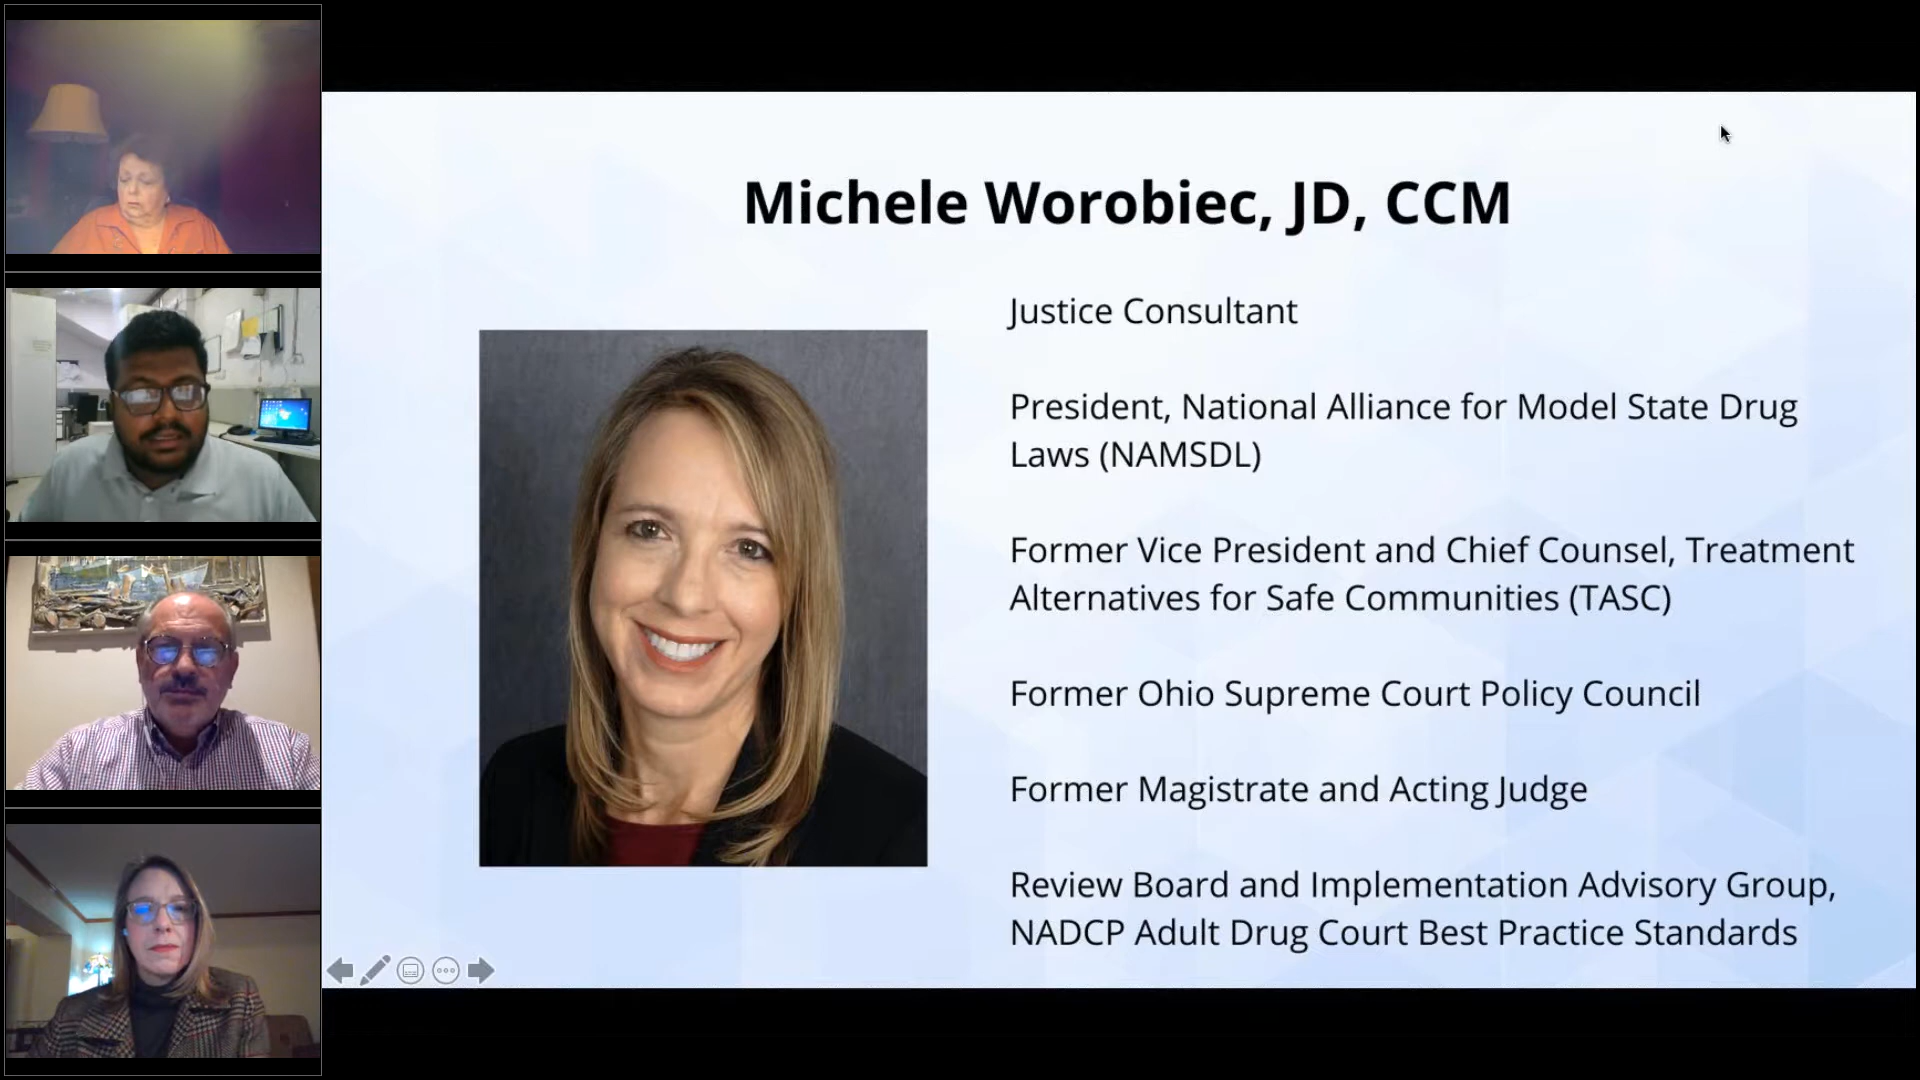 Michele Worobiec, JD, CCM
Justice Consultant
President, National Alliance for Model State Drug
Laws (NAMSDL)
Former Vice President and Chief Counsel, Treatment
Alternatives for Safe Communities (TASC)
Former Ohio Supreme Court Policy Council
Former Magistrate and Acting Judge
Review Board and Implementation Advisory Group,
NADCP Adult Drug Court Best Practice Standards